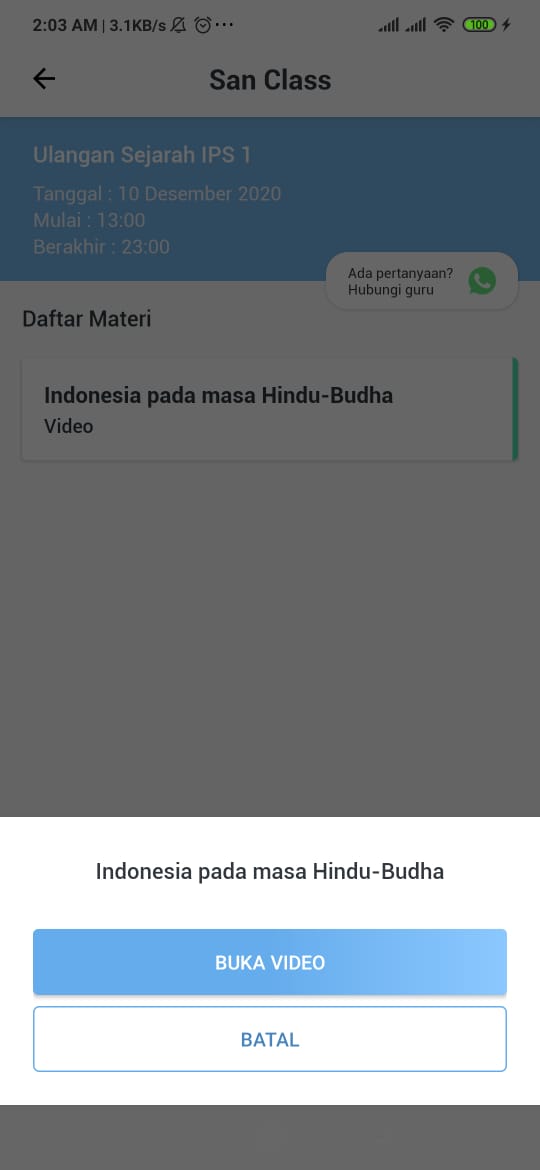 2:03 AM | 3.1KB/s
100
San Class
Ulangan Sejarah IPS 1
Tanggal : 10 Desember 2020
Mulai : 13:00
Berakhir : 23:00
Ada pertanyaan?
Hubungi guru
Daftar Materi
Indonesia pada masa Hindu-Budha
Video
Indonesia pada masa Hindu-Budha
BUKA VIDEO
BATAL